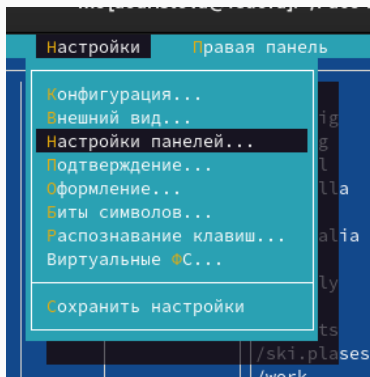 Настройки Правая панель
Конфигурация...
Внешний вид...
Настройки панелей...
Подтверждение...
Оформление...
Биты символов...
Распознавание клавиш...
Виртуальные ФС...
Сохранить настройки
/ski.plases
/work